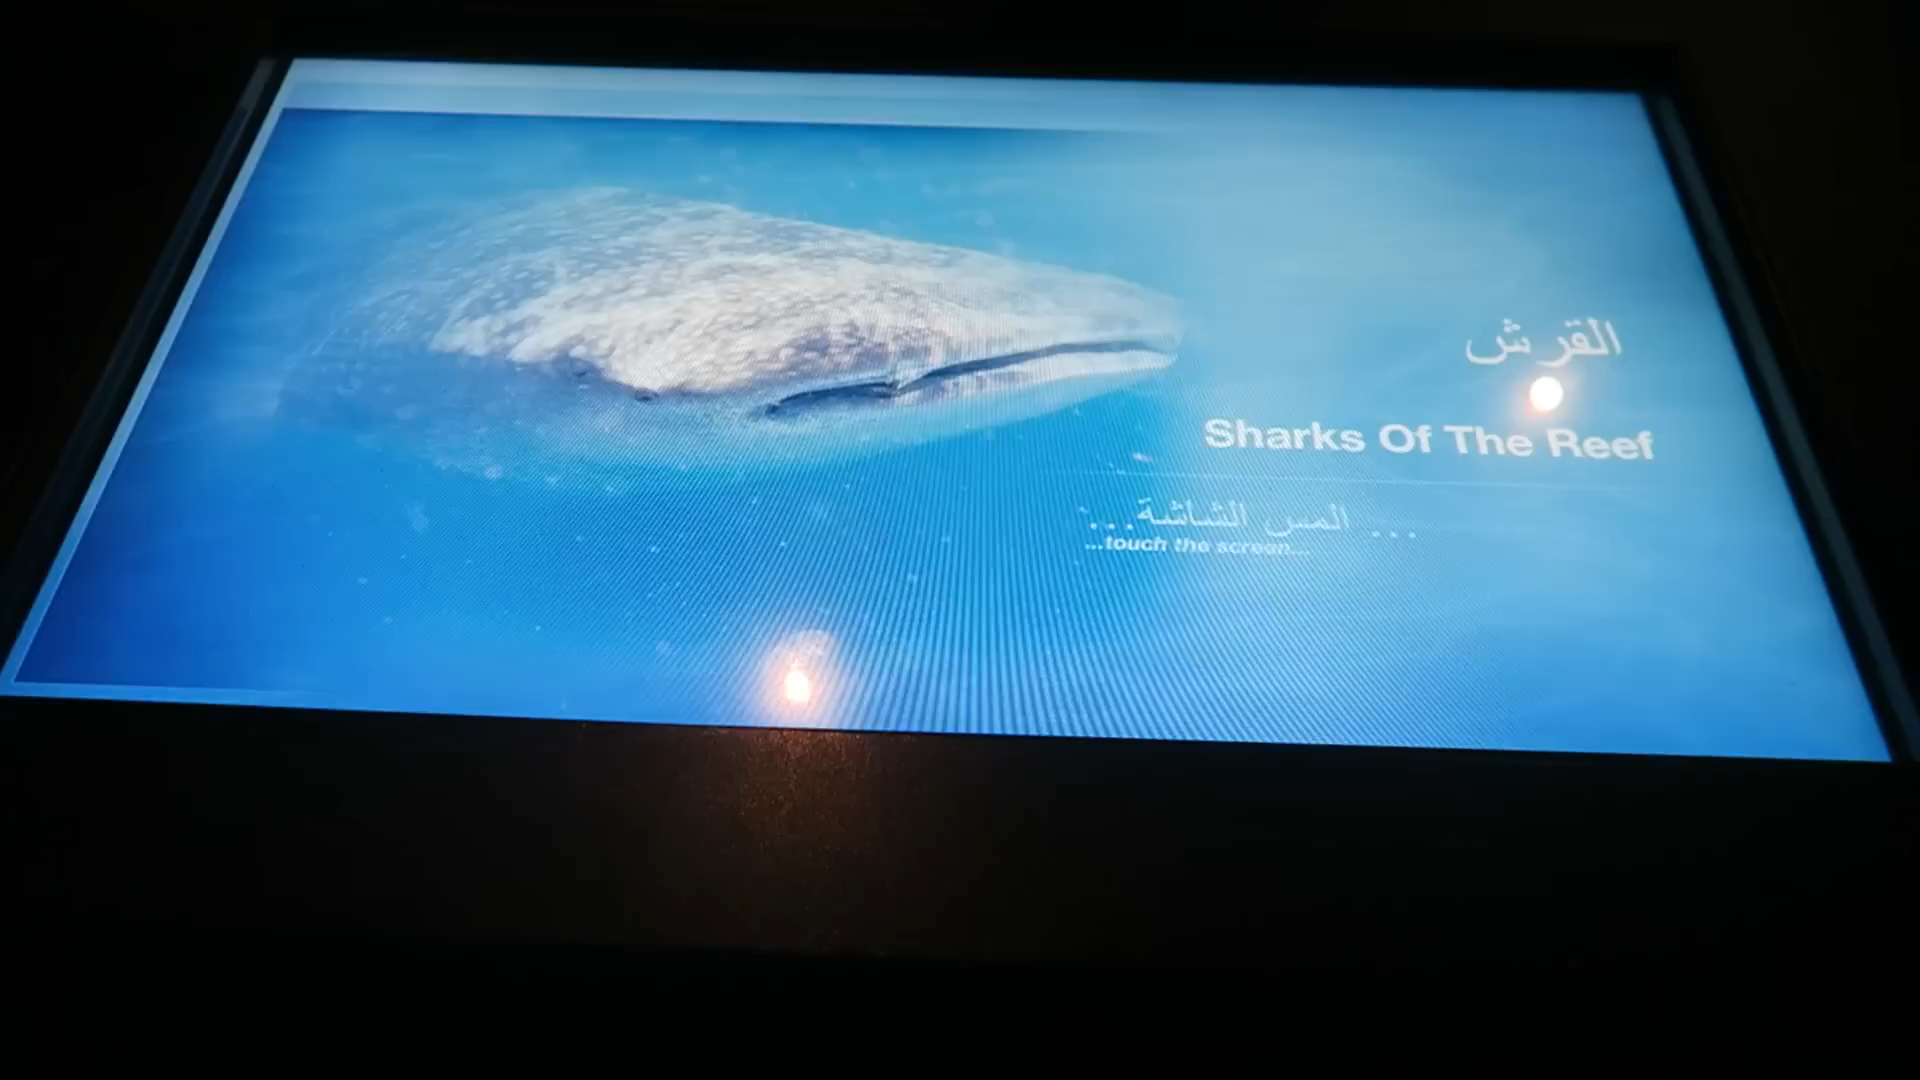 القرش
Sharks Of The Reef
... المس الشاشة...
...touch the screen...